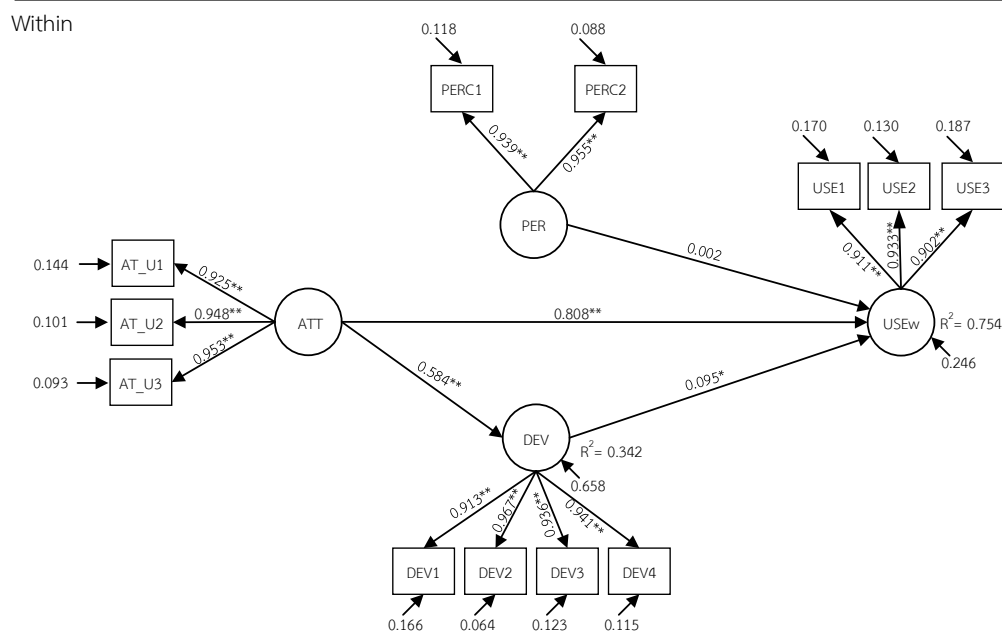 Within
0.118
0.088
PERC1
PERC2
0.939**
0.955**
0.170
0.130
0.187
USE1
USE2
USE3
PER
0.911**
0.933**
0.902**
0.002
0.144
AT_U1
0.925**
0.101
AT_U2
0.948**
ATT
0.808**
USEw
R²= 0.754
0.093
AT_U3
0.953**
0.246
0.584**
0.095*
DEV
R²= 0.342
0.658
0.913**
0.967**
0.936**
0.941**
DEV1
DEV2
DEV3
DEV4
0.166
0.064
0.123
0.115